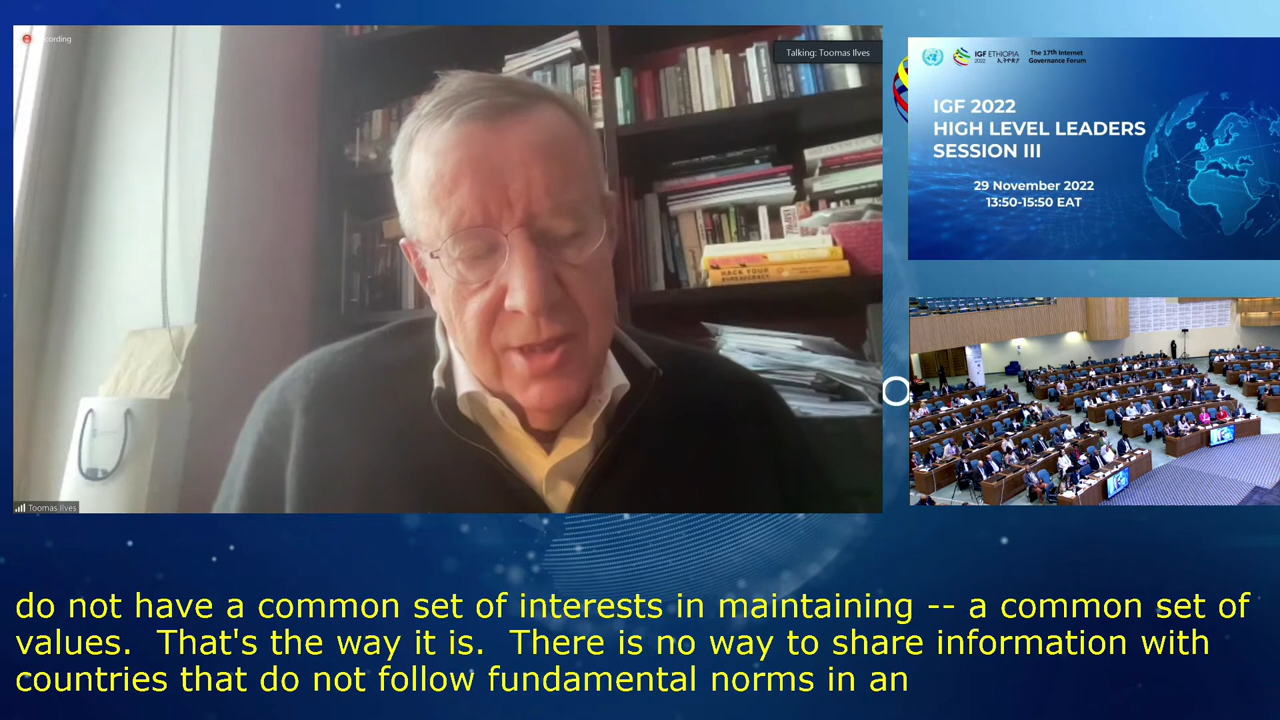 Recording
Talking: Toomas Ilves
HACK YOUR
BUREAUCRACY
Toomas Ilves
IGF ETHIOPIA
2022 ኢትዮጵያ
The 17th Internet
Governance Forum
IGF 2022
HIGH LEVEL LEADERS
SESSION III
29 November 2022
13:50-15:50 EAT
do not have a common set of interests in maintaining -- a common set of
values.  That's the way it is.  There is no way to share information with
countries that do not follow fundamental norms in an